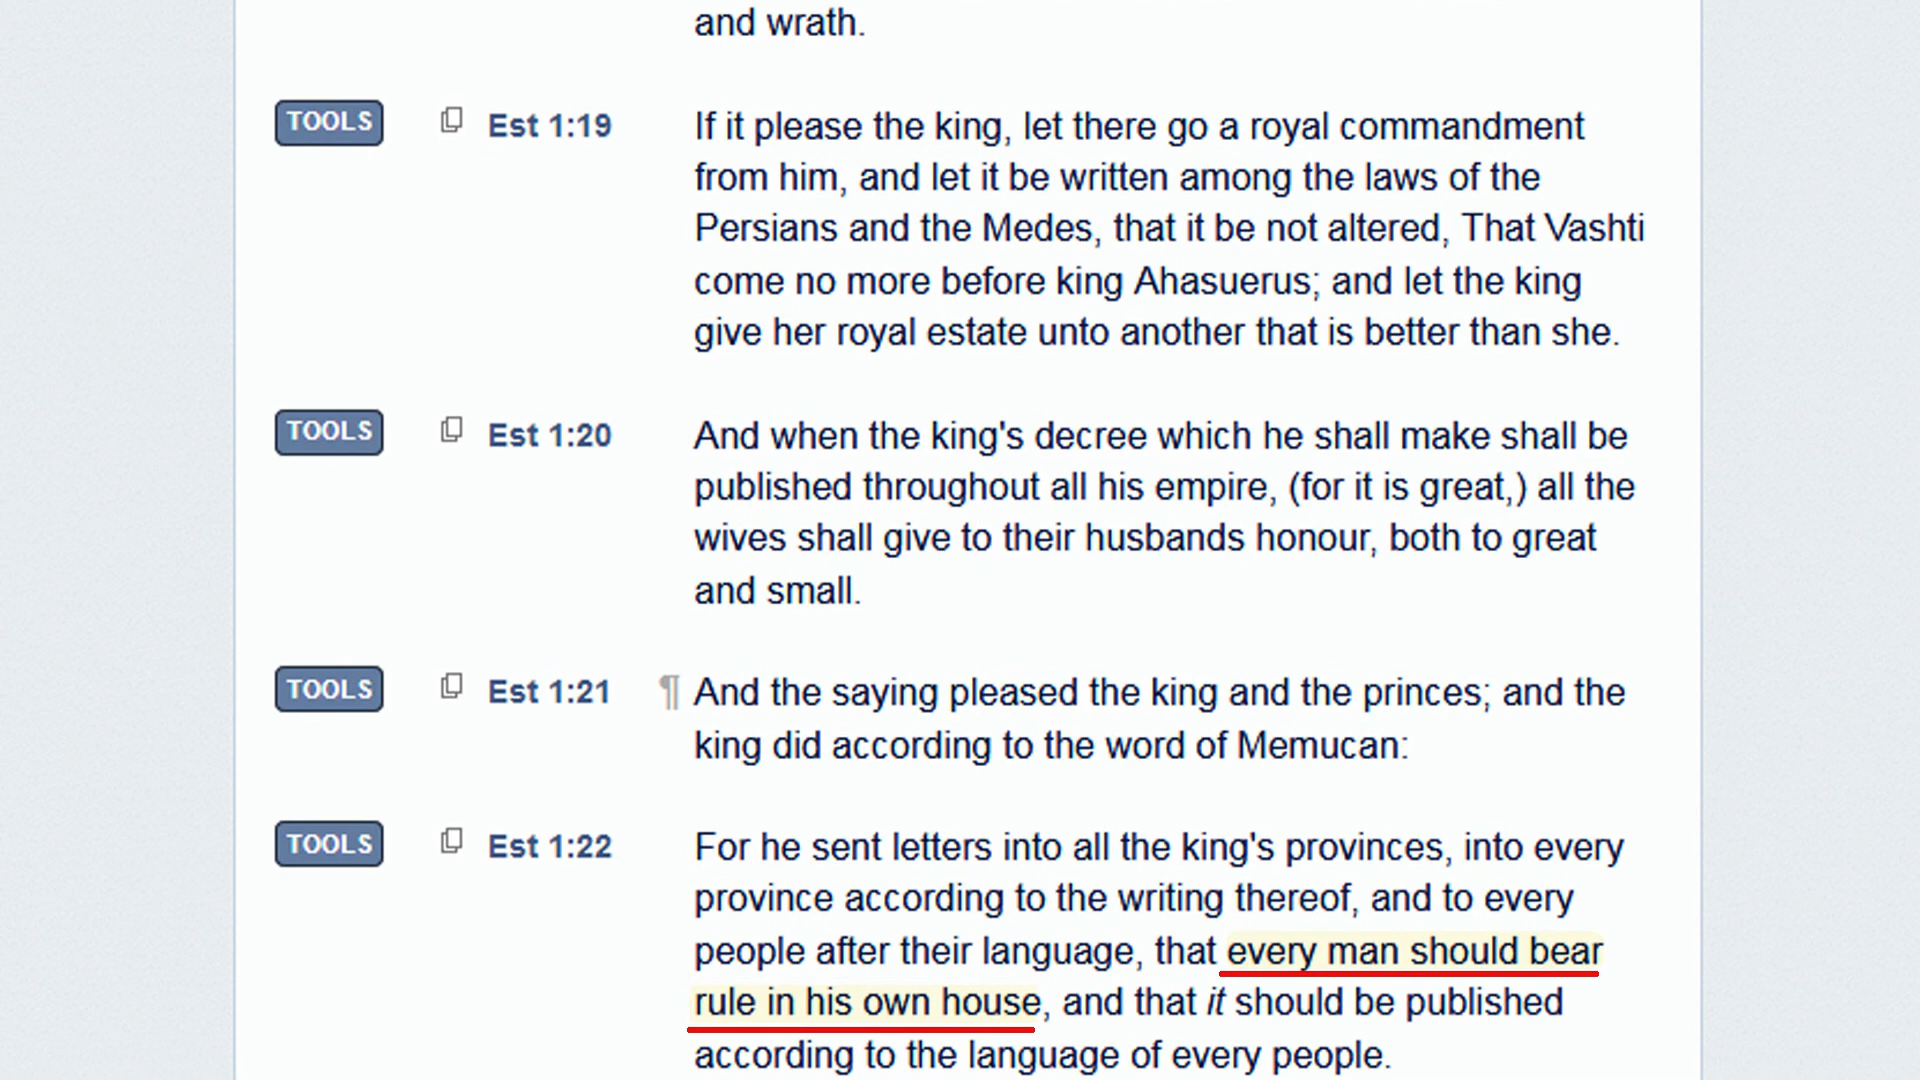 and wrath.
TOOLS Est 1:19 If it please the king, let there go a royal commandment
from him, and let it be written among the laws of the
Persians and the Medes, that it be not altered, That Vashti
come no more before king Ahasuerus; and let the king
give her royal estate unto another that is better than she.
TOOLS Est 1:20 And when the king's decree which he shall make shall be
published throughout all his empire, (for it is great,) all the
wives shall give to their husbands honour, both to great
and small.
TOOLS Est 1:21 ¶ And the saying pleased the king and the princes; and the
king did according to the word of Memucan:
TOOLS Est 1:22 For he sent letters into all the king's provinces, into every
province according to the writing thereof, and to every
people after their language, that every man should bear
rule in his own house, and that it should be published
according to the language of every people.